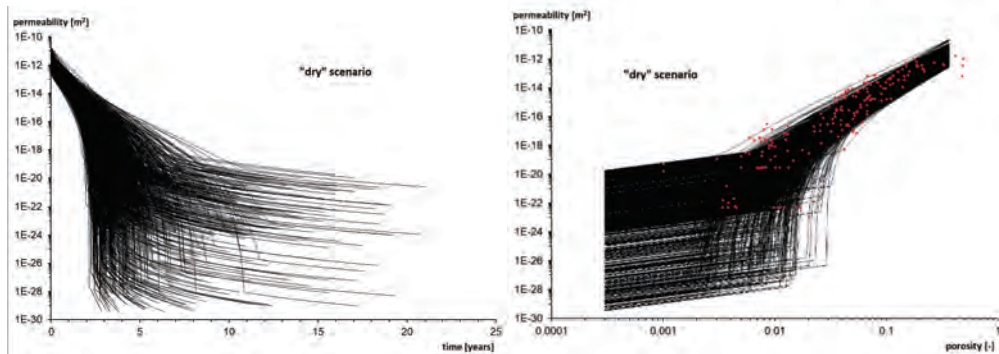 permeability [m²]
1E-10
1E-12
1E-14
1E-16
1E-18
1E-20
1E-22
1E-24
1E-26
1E-28
1E-30
"dry" scenario
0
5
10
15
20
25
time [years]
permeability [m²]
1E-10
1E-12
1E-14
1E-16
1E-18
1E-20
1E-22
1E-24
1E-26
1E-28
1E-30
"dry" scenario
0.0001
0.001
0.01
0.1
1
porosity [-]